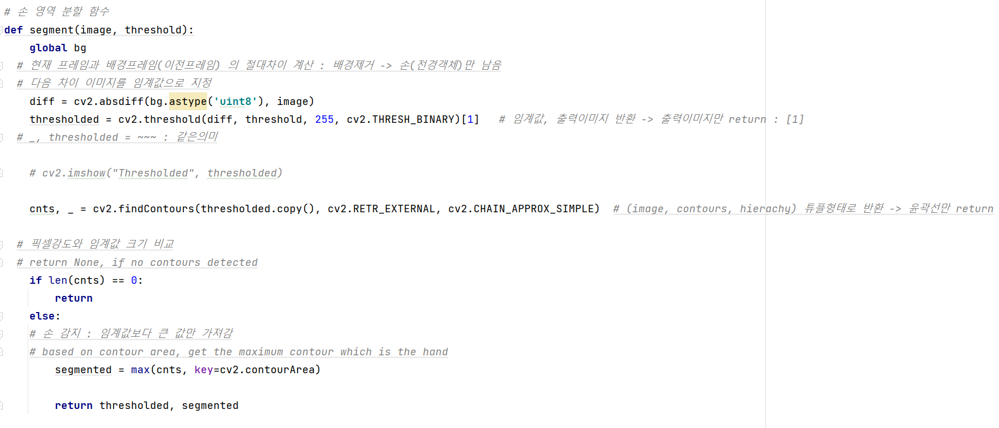 # 손 영역 분할 함수
def segment(image, threshold):
    global bg
  # 현재 프레임과 배경프레임(이전프레임) 의 절대차이 계산 : 배경제거 -> 손(전경객체)만 남음
  # 다음 차이 이미지를 임계값으로 지정
    diff = cv2.absdiff(bg.astype('uint8'), image)
    thresholded = cv2.threshold(diff, threshold, 255, cv2.THRESH_BINARY)[1]   # 임계값, 출력이미지 반환 -> 출력이미지만 return : [1]
  # _, thresholded = ~~~ : 같은의미
    # cv2.imshow("Thresholded", thresholded)
    cnts, _ = cv2.findContours(thresholded.copy(), cv2.RETR_EXTERNAL, cv2.CHAIN_APPROX_SIMPLE)  # (image, contours, hierachy) 튜플형태로 반환 -> 윤곽선만 return
  # 픽셀강도와 임계값 크기 비교
  # return None, if no contours detected
    if len(cnts) == 0:
        return
    else:
    # 손 감지 : 임계값보다 큰 값만 가져감
    # based on contour area, get the maximum contour which is the hand
        segmented = max(cnts, key=cv2.contourArea)
        return thresholded, segmented